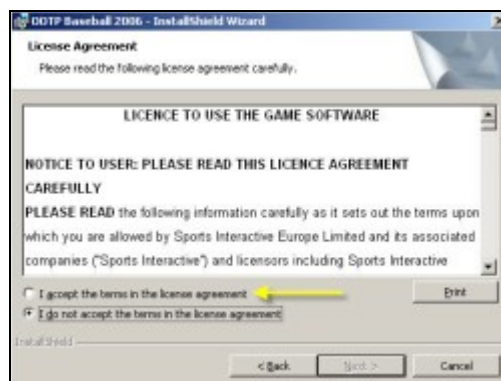 OOTP Baseball 2006 - InstallShield Wizard
License Agreement
Please read the following license agreement carefully.
LICENCE TO USE THE GAME SOFTWARE
NOTICE TO USER: PLEASE READ THIS LICENCE AGREEMENT
CAREFULLY
PLEASE READ the following information carefully as it sets out the terms upon
which you are allowed by Sports Interactive Europe Limited and its associated
companies ("Sports Interactive") and licensors including Sports Interactive
I accept the terms in the license agreement
Print
I do not accept the terms in the license agreement
InstallShield
< Back
Next >
Cancel